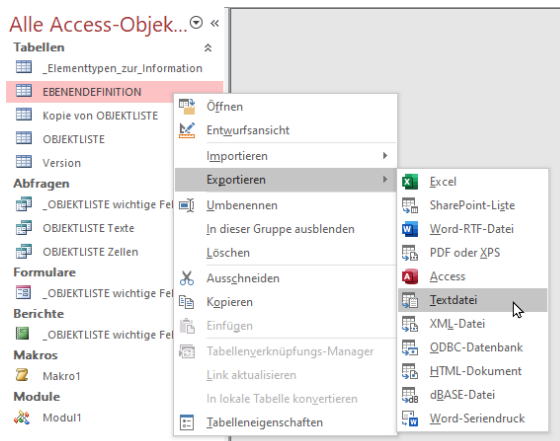 Alle Access-Objek...
Tabellen
_Elementtypen_zur_Information
EBENENDEFINITION
Kopie von OBJEKTLISTE
OBJEKTLISTE
Version
Abfragen
_OBJEKTLISTE wichtige Fel
OBJEKTLISTE Texte
OBJEKTLISTE Zellen
Formulare
_OBJEKTLISTE wichtige Fel
Berichte
_OBJEKTLISTE wichtige Fel
Makros
Makro1
Module
Modul1
Öffnen
Entwurfsansicht
Importieren
Exportieren
Umbenennen
In dieser Gruppe ausblenden
Löschen
Ausschneiden
Kopieren
Einfügen
Tabellenverknüpfungs-Manager
Link aktualisieren
In lokale Tabelle konvertieren
Tabelleneigenschaften
Excel
SharePoint-Liste
Word-RTF-Datei
PDF oder XPS
Access
Textdatei
XML-Datei
ODBC-Datenbank
HTML-Dokument
dBASE-Datei
Word-Seriendruck